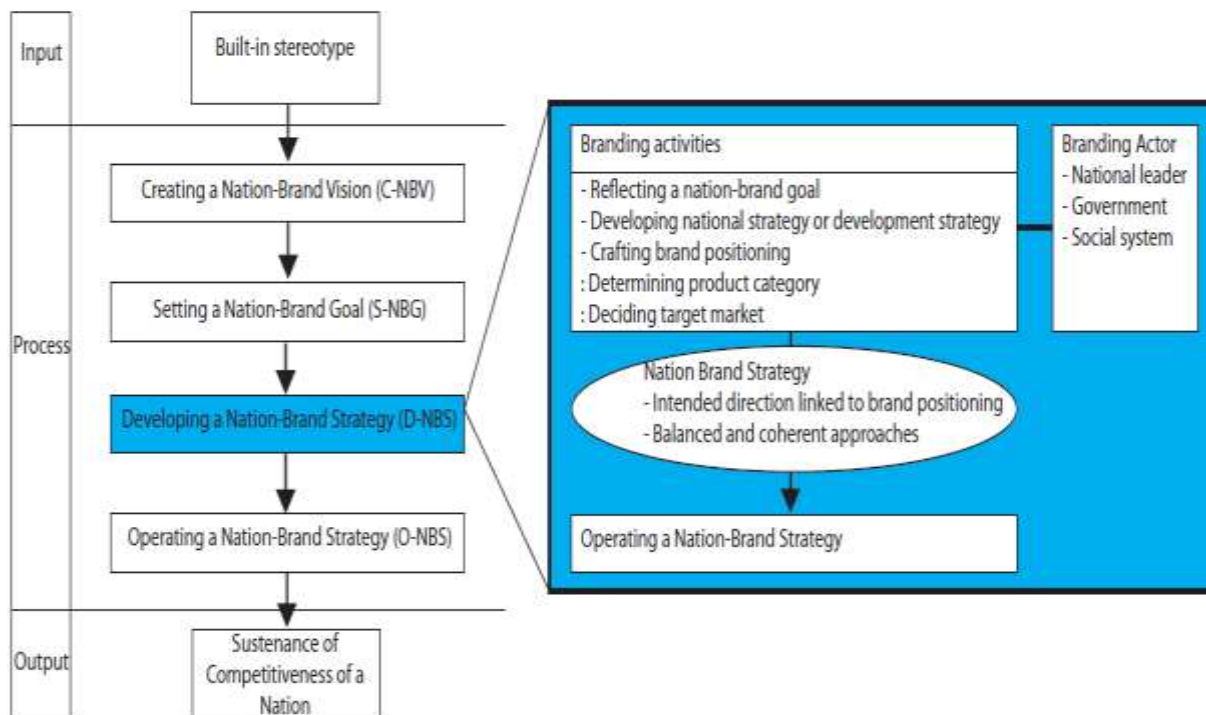 Input
Built-in stereotype
Process
Creating a Nation-Brand Vision (C-NBV)
Setting a Nation-Brand Goal (S-NBG)
Developing a Nation-Brand Strategy (D-NBS)
Operating a Nation-Brand Strategy (O-NBS)
Output
Sustenance of
Competitiveness of a
Nation
Branding activities
- Reflecting a nation-brand goal
- Developing national strategy or development strategy
- Crafting brand positioning
: Determining product category
: Deciding target market
Branding Actor
- National leader
- Government
- Social system
Nation Brand Strategy
- Intended direction linked to brand positioning
- Balanced and coherent approaches
Operating a Nation-Brand Strategy